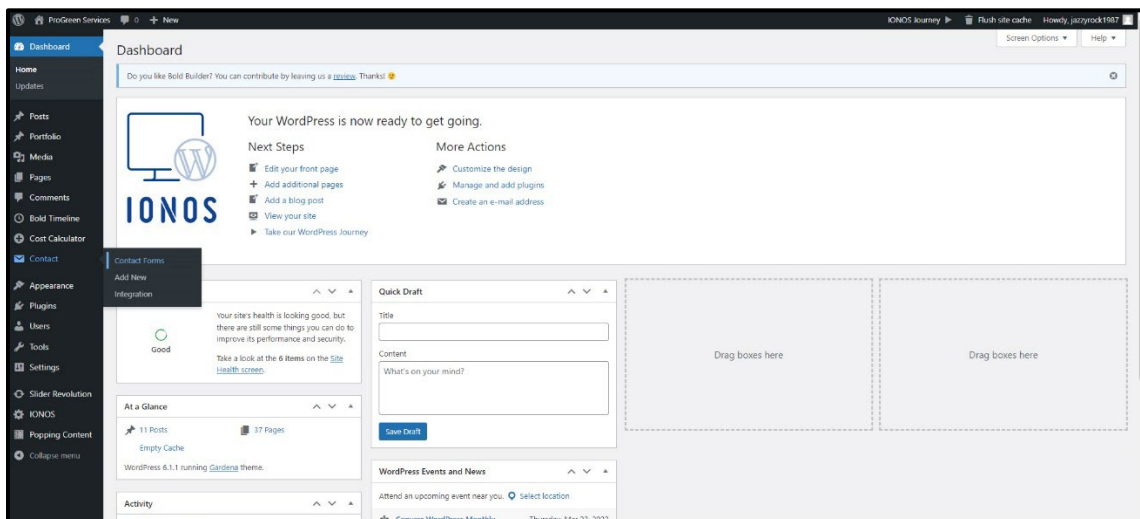 ProGreen Services 0 + New IONOS Journey Flush site cache Howdy, jazzyrock1987
Dashboard
Home
Updates
Posts
Portfolio
Media
Pages
Comments
Bold Timeline
Cost Calculator
Contact
Contact Forms
Add New
Integration
Appearance
Plugins
Users
Tools
Settings
Slider Revolution
IONOS
Popping Content
Collapse menu
Screen Options Help
Dashboard
Do you like Bold Builder? You can contribute by leaving us a review. Thanks!
IONOS
Your WordPress is now ready to get going.
Next Steps
Edit your front page
Add additional pages
Add a blog post
View your site
Take our WordPress Journey
More Actions
Customize the design
Manage and add plugins
Create an e-mail address
Good
Your site's health is looking good, but
there are still some things you can do to
improve its performance and security.
Take a look at the 6 items on the Site
Health screen.
At a Glance
11 Posts 37 Pages
Empty Cache
WordPress 6.1.1 running Gardena theme.
Activity
Quick Draft
Title
Content
What's on your mind?
Save Draft
WordPress Events and News
Attend an upcoming event near you. Select location
WordPress Monthly Thursday, Mar 23, 2023
Drag boxes here
Drag boxes here